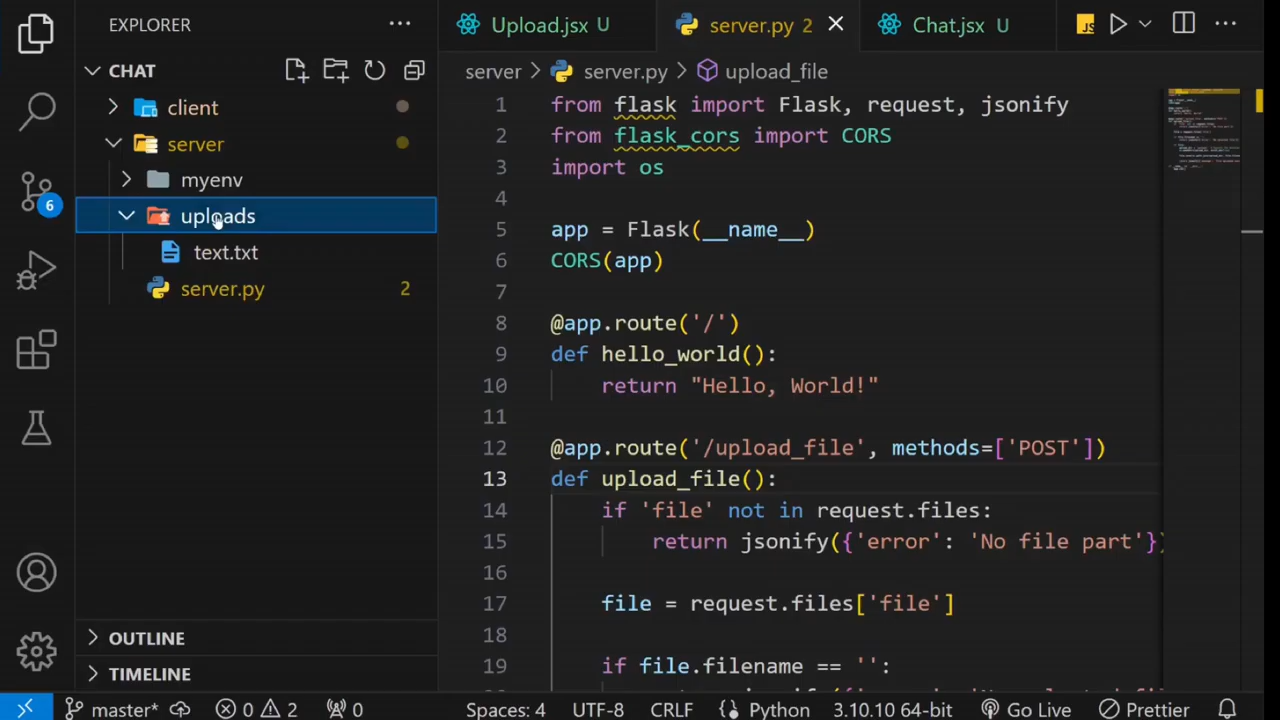 EXPLORER
CHAT
client
server
myenv
uploads
text.txt
server.py 2
OUTLINE
TIMELINE
6
Upload.jsx U
server.py 2
Chat.jsx U
JS
server > server.py > upload_file
1 from flask import Flask, request, jsonify
2 from flask_cors import CORS
3 import os
4
5 app = Flask(__name__)
6 CORS(app)
7
8 @app.route('/')
9 def hello_world():
10 return "Hello, World!"
11
12 @app.route('/upload_file', methods=['POST'])
13 def upload_file():
14 if 'file' not in request.files:
15 return jsonify({'error': 'No file part'})
16
17 file = request.files['file']
18
19 if file.filename == '':
master* 0 2 0 Spaces: 4 UTF-8 CRLF Python 3.10.10 64-bit Go Live Prettier